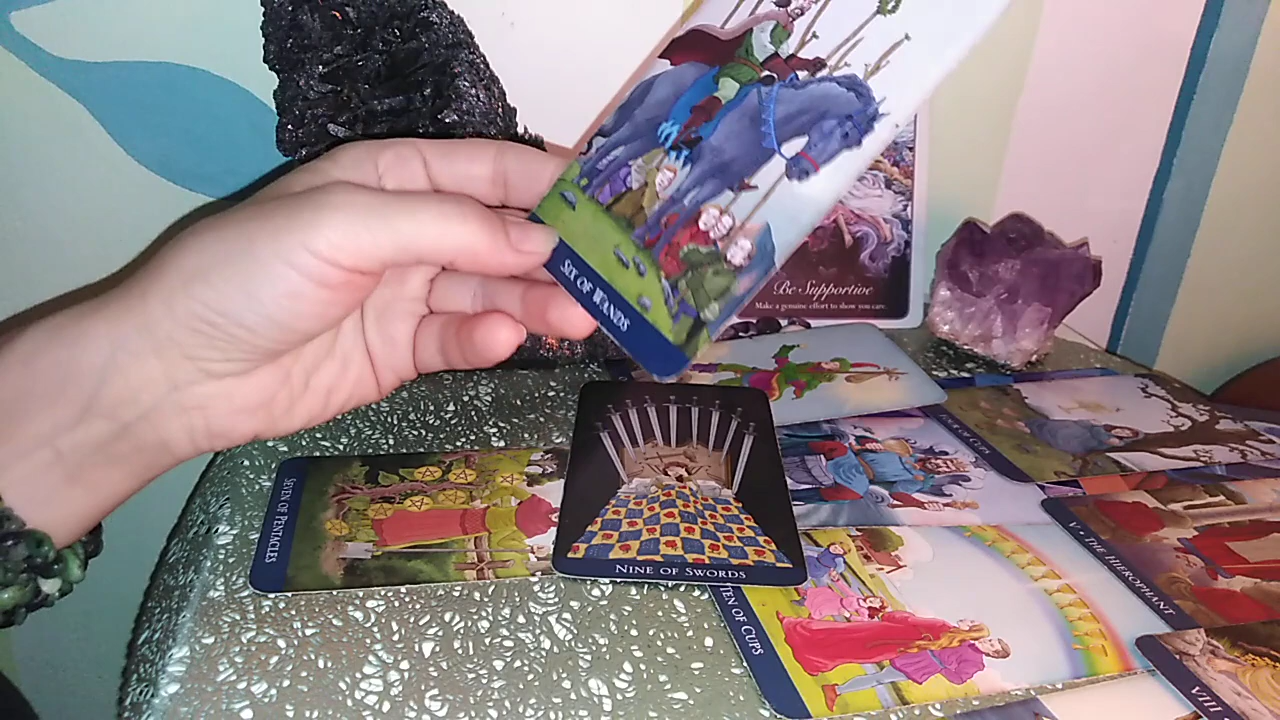 SIX OF WANDS
Be Supportive
Make a genuine effort to show you care.
SEVEN OF PENTACLES
NINE OF SWORDS
TEN OF CUPS
V • THE HIEROPHANT
VIII